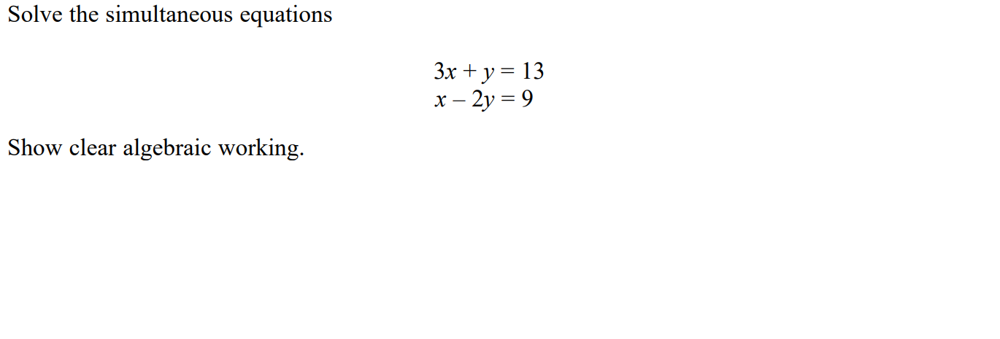 Solve the simultaneous equations
3x + y = 13
x – 2y = 9
Show clear algebraic working.